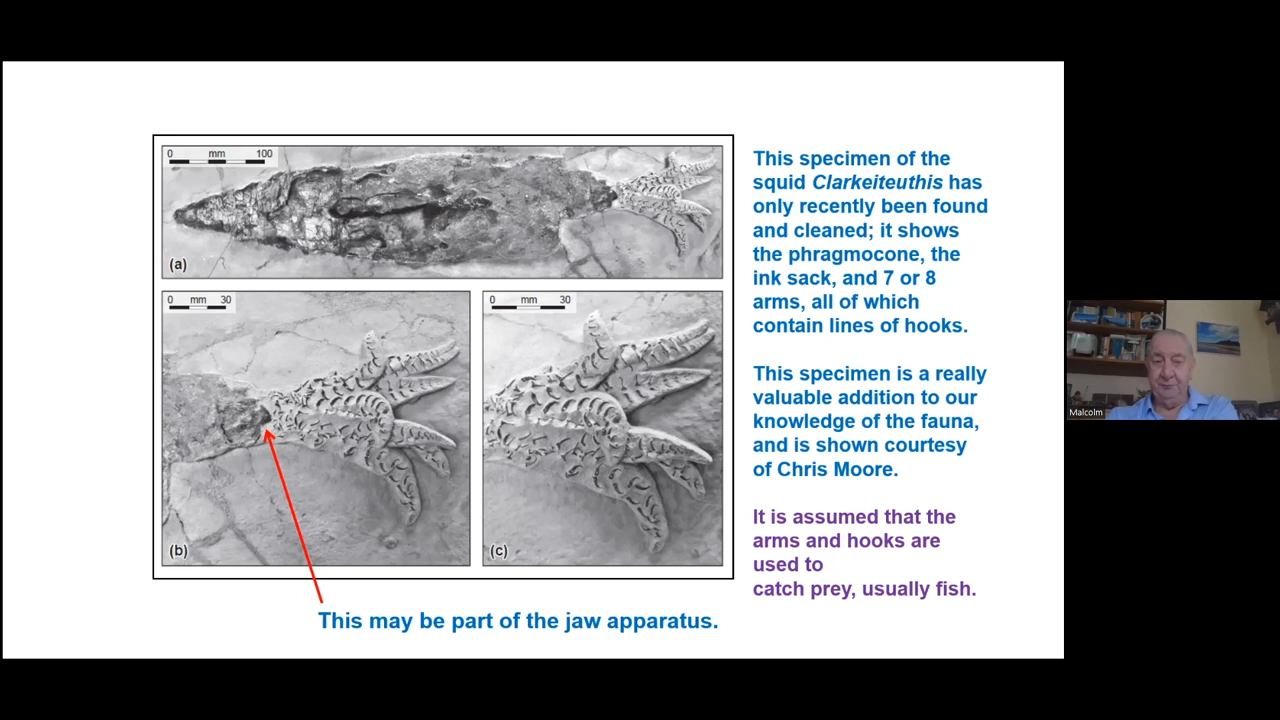 0 mm 100
(a)
0 mm 30
(b)
0 mm 30
(c)
This may be part of the jaw apparatus.
This specimen of the
squid Clarkeiteuthis has
only recently been found
and cleaned; it shows
the phragmocone, the
ink sack, and 7 or 8
arms, all of which
contain lines of hooks.
This specimen is a really
valuable addition to our
knowledge of the fauna,
and is shown courtesy
of Chris Moore.
It is assumed that the
arms and hooks are
used to
catch prey, usually fish.
Malcolm